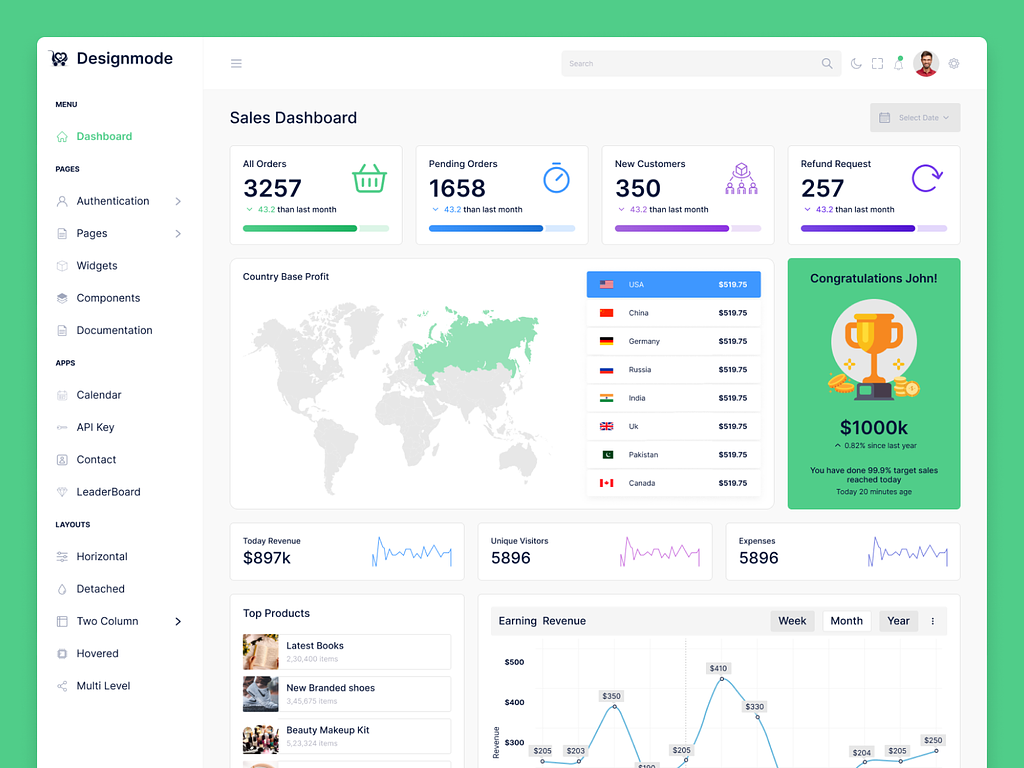 Designmode
MENU
Dashboard
PAGES
Authentication
Pages
Widgets
Components
Documentation
APPS
Calendar
API Key
Contact
LeaderBoard
LAYOUTS
Horizontal
Detached
Two Column
Hovered
Multi Level
Search
Sales Dashboard
Select Date
All Orders
3257
43.2 than last month
Pending Orders
1658
43.2 than last month
New Customers
350
43.2 than last month
Refund Request
257
43.2 than last month
Country Base Profit
USA $519.75
China $519.75
Germany $519.75
Russia $519.75
India $519.75
Uk $519.75
Pakistan $519.75
Canada $519.75
Congratulations John!
$1000k
0.82% since last year
You have done 99.9% target sales
reached today
Today 20 minutes age
Today Revenue
$897k
Unique Visitors
5896
Expenses
5896
Top Products
Latest Books
2,30,400 items
New Branded shoes
3,45,675 items
Beauty Makeup Kit
5,23,324 items
Earning Revenue
Week Month Year
$500
$400
$300
Revenue
$205
$203
$350
$205
$410
$330
$204
$205
$250